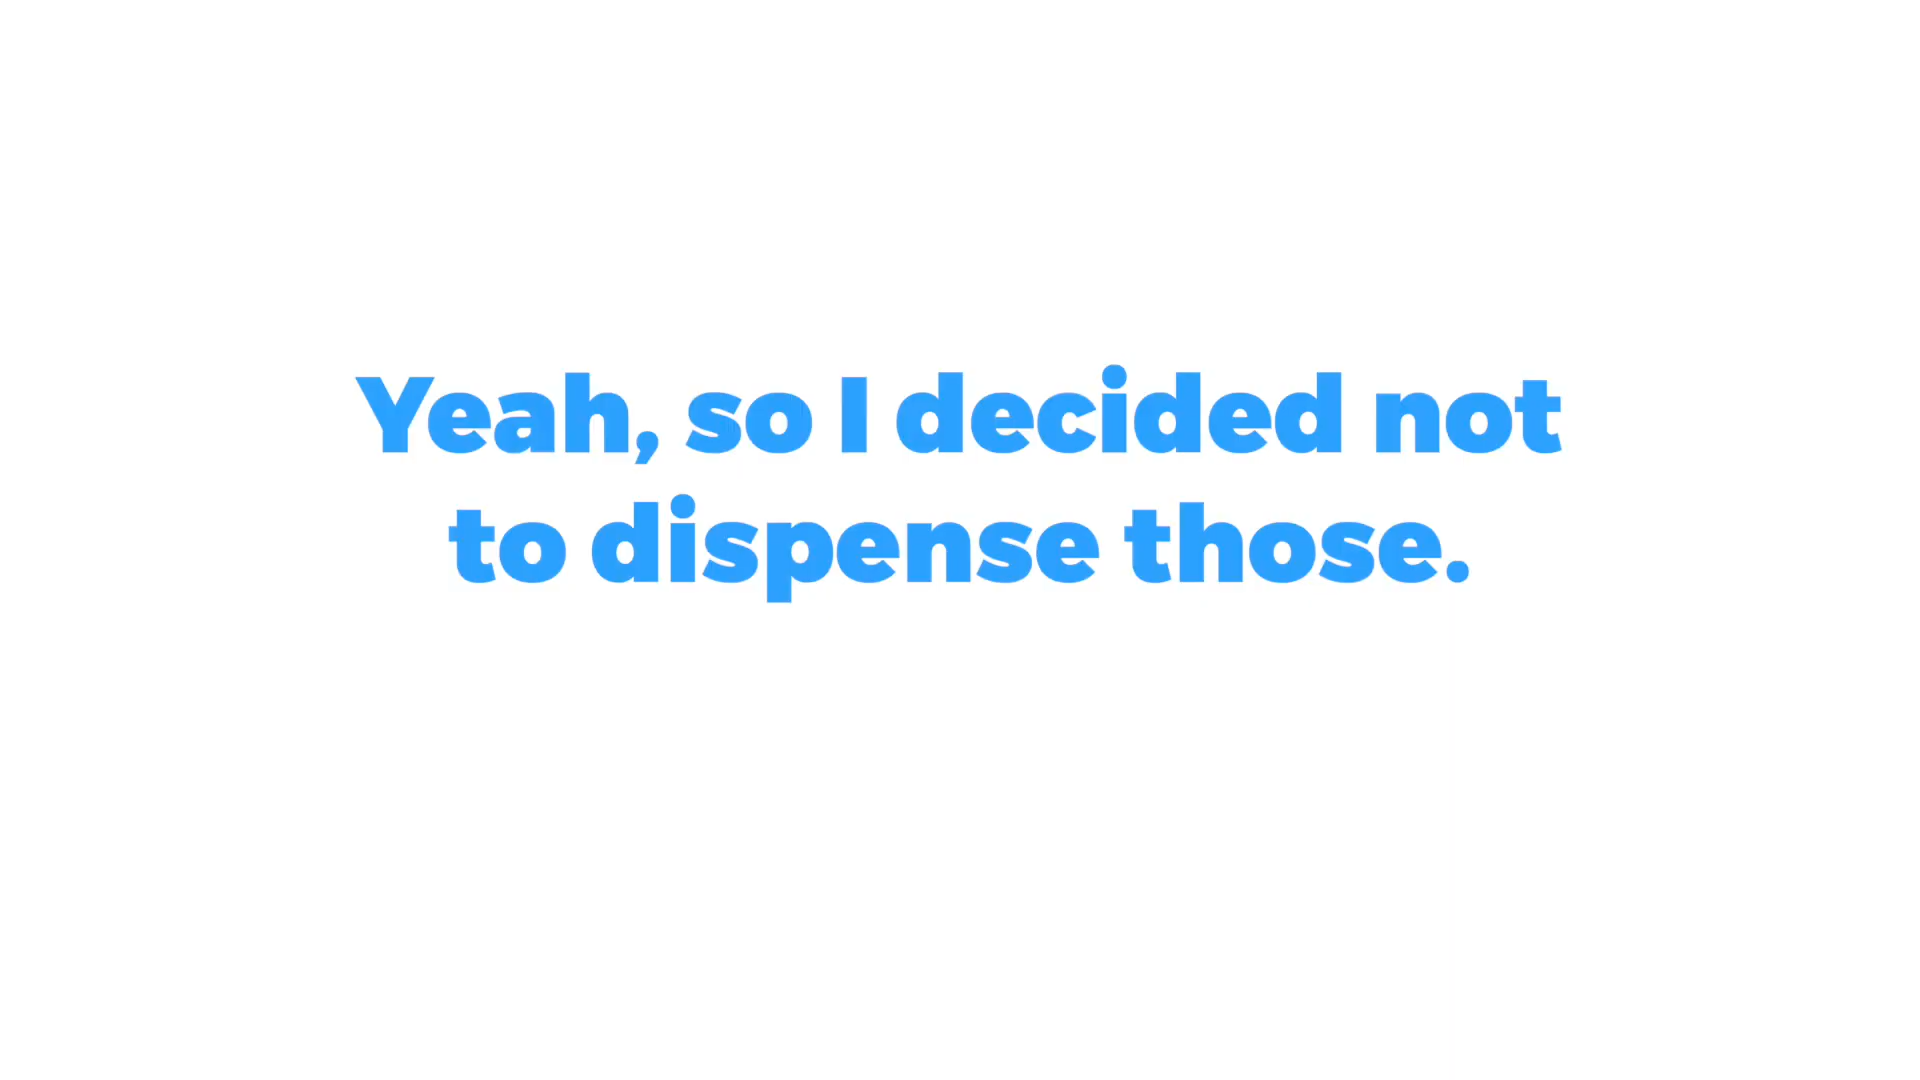 Yeah, so I decided not
to dispense those.